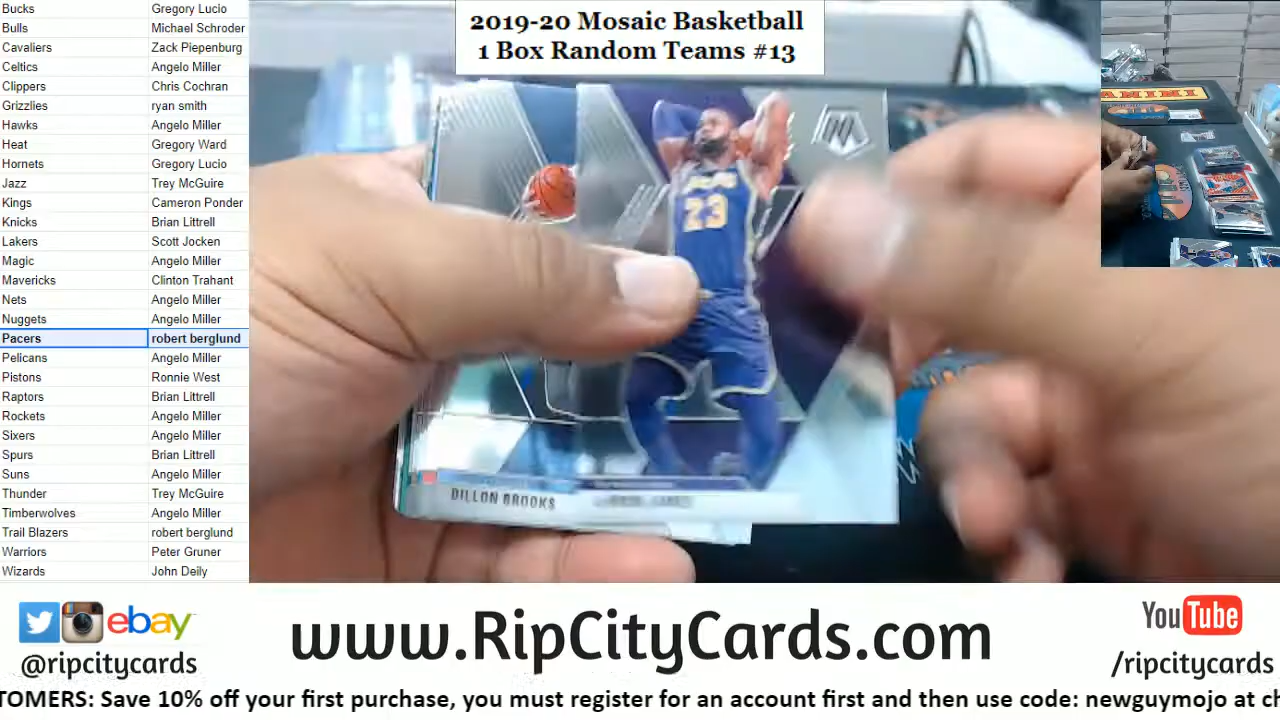 2019-20 Mosaic Basketball
1 Box Random Teams #13
Bucks Gregory Lucio
Bulls Michael Schroder
Cavaliers Zack Piepenburg
Celtics Angelo Miller
Clippers Chris Cochran
Grizzlies ryan smith
Hawks Angelo Miller
Heat Gregory Ward
Hornets Gregory Lucio
Jazz Trey McGuire
Kings Cameron Ponder
Knicks Brian Littrell
Lakers Scott Jocken
Magic Angelo Miller
Mavericks Clinton Trahant
Nets Angelo Miller
Nuggets Angelo Miller
Pacers robert berglund
Pelicans Angelo Miller
Pistons Ronnie West
Raptors Brian Littrell
Rockets Angelo Miller
Sixers Angelo Miller
Spurs Brian Littrell
Suns Angelo Miller
Thunder Trey McGuire
Timberwolves Angelo Miller
Trail Blazers robert berglund
Warriors Peter Gruner
Wizards John Deily
23
DILLON BROOKS
PANINI
ebay
@ripcitycards
www.RipCityCards.com
YouTube
/ripcitycards
TOMERS: Save 10% off your first purchase, you must register for an account first and then use code: newguymojo at ch